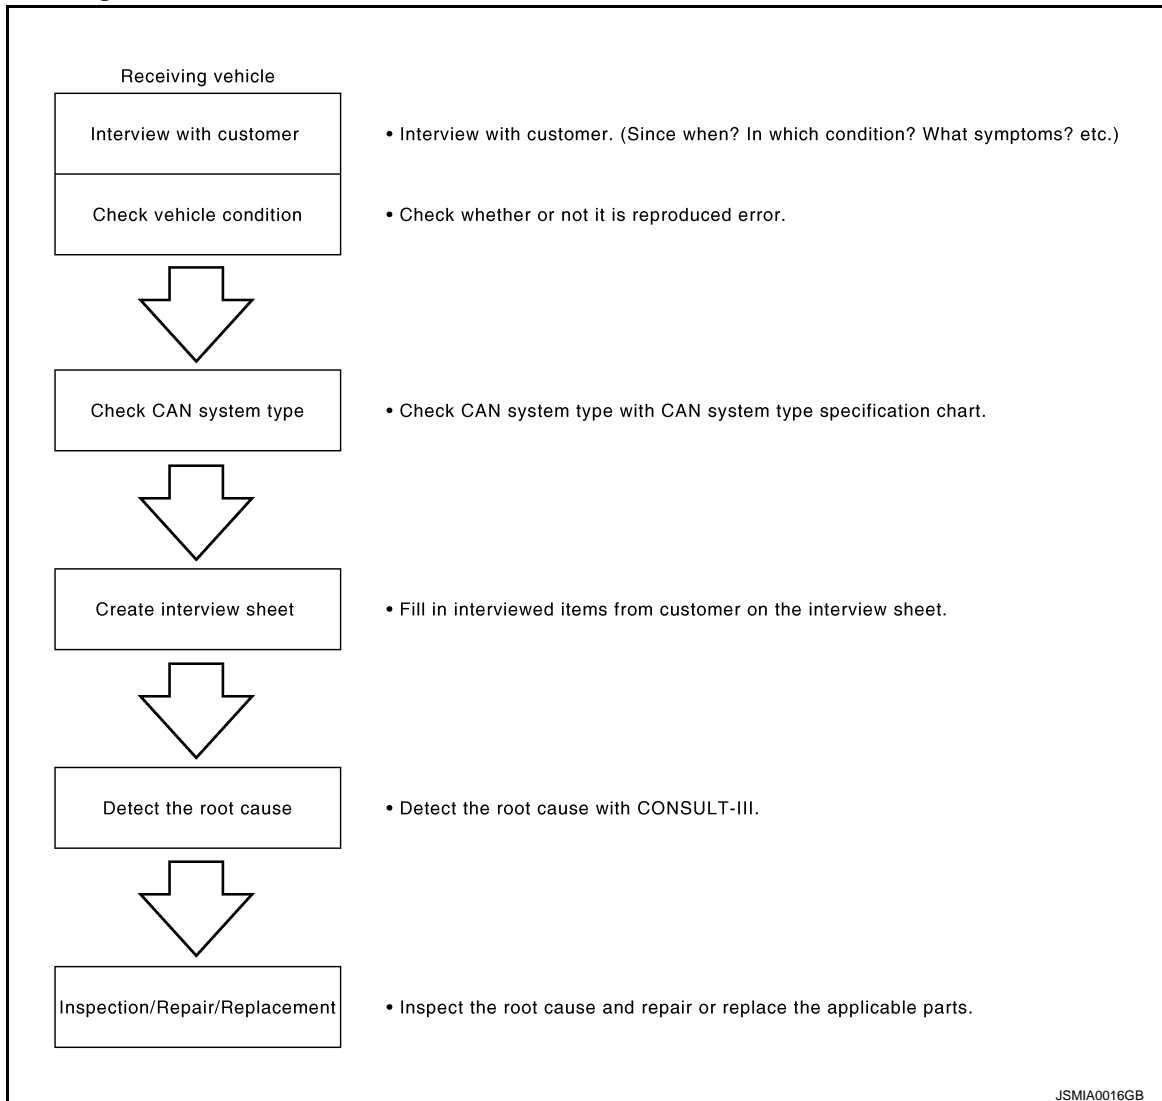 Receiving vehicle
Interview with customer
• Interview with customer. (Since when? In which condition? What symptoms? etc.)
Check vehicle condition
• Check whether or not it is reproduced error.
Check CAN system type
• Check CAN system type with CAN system type specification chart.
Create interview sheet
• Fill in interviewed items from customer on the interview sheet.
Detect the root cause
• Detect the root cause with CONSULT-III.
Inspection/Repair/Replacement
• Inspect the root cause and repair or replace the applicable parts.
JSMIA0016GB